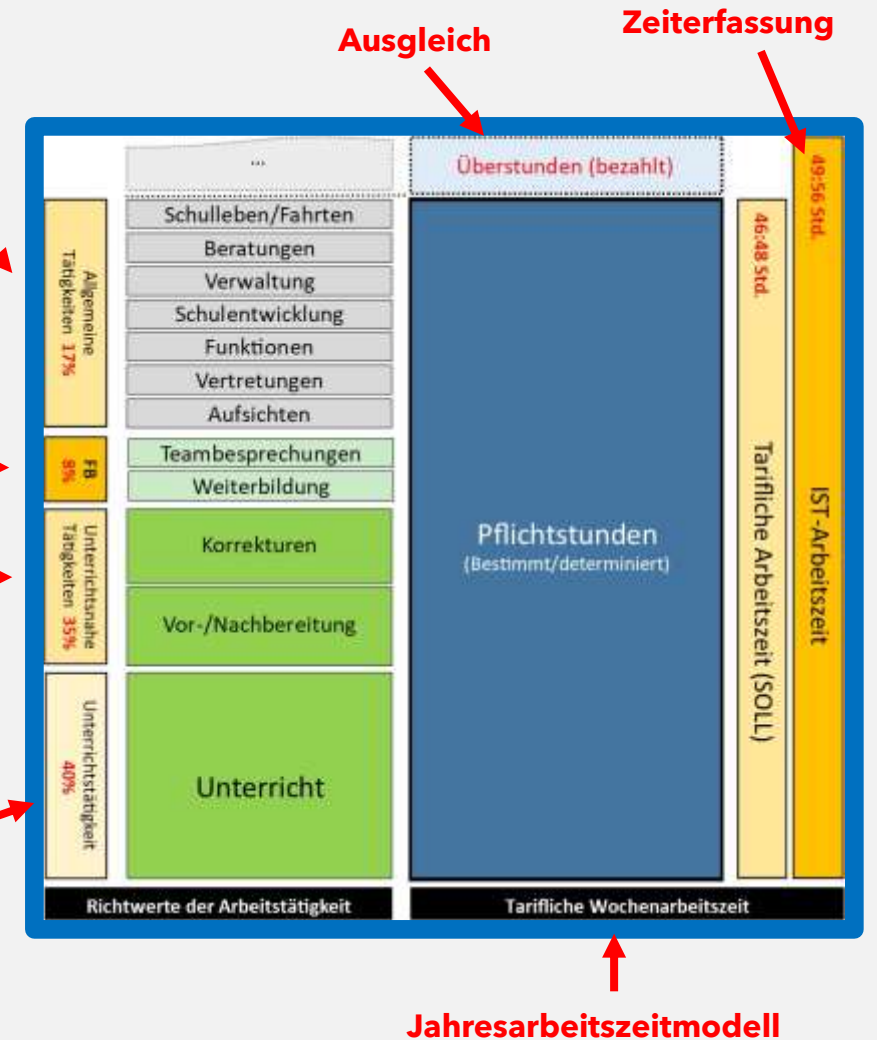 Ausgleich
Zeiterfassung
...
Überstunden (bezahlt)
49:56 Std.
IST-Arbeitszeit
46:48 Std.
Tarifliche Arbeitszeit (SOLL)
Schulleben/Fahrten
Beratungen
Verwaltung
Schulentwicklung
Funktionen
Vertretungen
Aufsichten
Allgemeine
Tätigkeiten 17%
Teambesprechungen
Weiterbildung
FB
8%
Korrekturen
Vor-/Nachbereitung
Unterrichtsnahe
Tätigkeiten 35%
Pflichtstunden
(Bestimmt/determiniert)
Unterricht
Unterrichtstätigkeit
40%
Richtwerte der Arbeitstätigkeit
Tarifliche Wochenarbeitszeit
Jahresarbeitszeitmodell